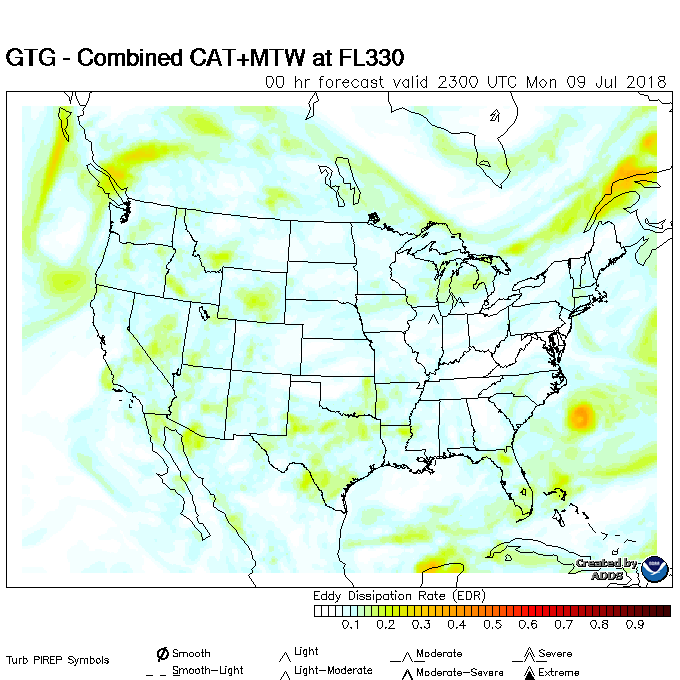 GTG - Combined CAT+MTW at FL330
00 hr forecast valid 2300 UTC Mon 09 Jul 2018
Created by
ADDS
Eddy Dissipation Rate (EDR)
0.1 0.2 0.3 0.4 0.5 0.6 0.7 0.8 0.9
Turb PIREP Symbols
Smooth Light Moderate Severe
Smooth-Light Light-Moderate Moderate-Severe Extreme